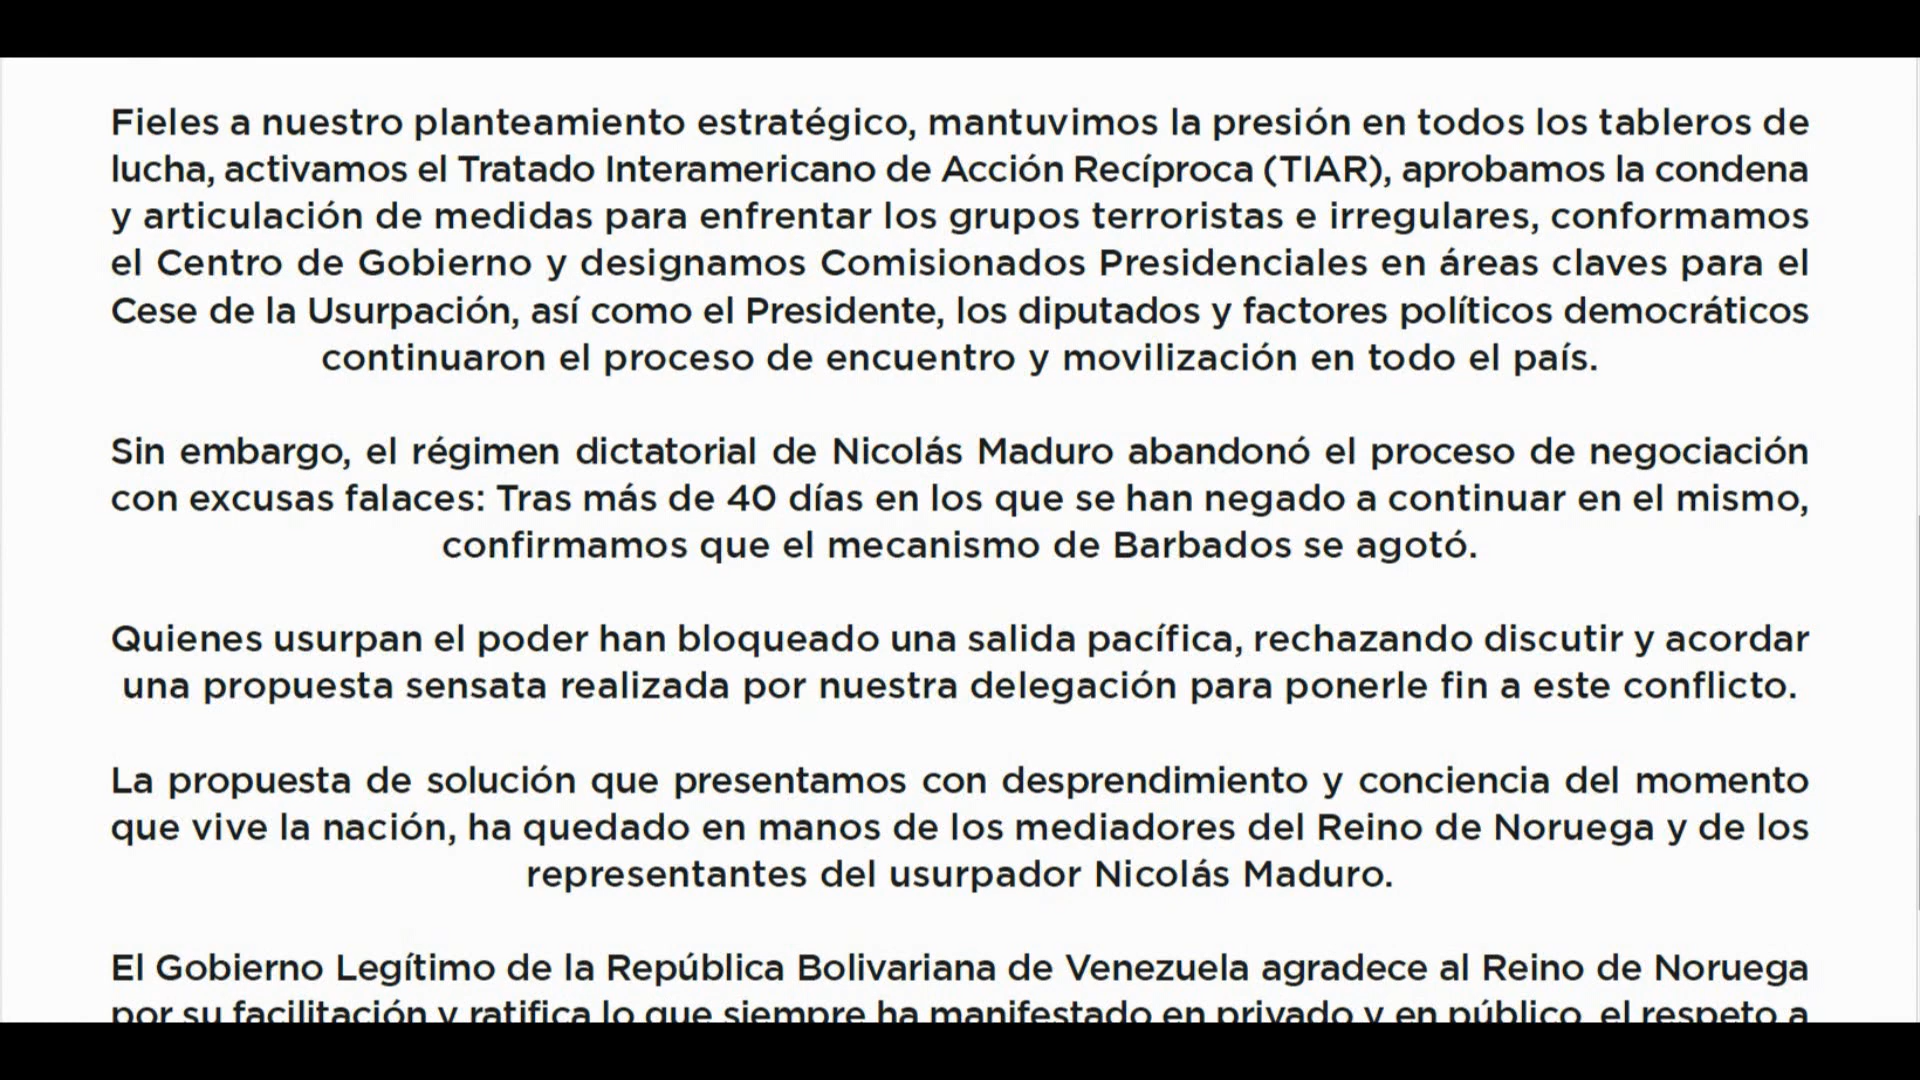 Fieles a nuestro planteamiento estratégico, mantuvimos la presión en todos los tableros de
lucha, activamos el Tratado Interamericano de Acción Recíproca (TIAR), aprobamos la condena
y articulación de medidas para enfrentar los grupos terroristas e irregulares, conformamos
el Centro de Gobierno y designamos Comisionados Presidenciales en áreas claves para el
Cese de la Usurpación, así como el Presidente, los diputados y factores políticos democráticos
continuaron el proceso de encuentro y movilización en todo el país.
Sin embargo, el régimen dictatorial de Nicolás Maduro abandonó el proceso de negociación
con excusas falaces: Tras más de 40 días en los que se han negado a continuar en el mismo,
confirmamos que el mecanismo de Barbados se agotó.
Quienes usurpan el poder han bloqueado una salida pacífica, rechazando discutir y acordar
una propuesta sensata realizada por nuestra delegación para ponerle fin a este conflicto.
La propuesta de solución que presentamos con desprendimiento y conciencia del momento
que vive la nación, ha quedado en manos de los mediadores del Reino de Noruega y de los
representantes del usurpador Nicolás Maduro.
El Gobierno Legítimo de la República Bolivariana de Venezuela agradece al Reino de Noruega
por su facilitación y ratifica lo que siempre ha manifestado en privado y en público, el respeto a